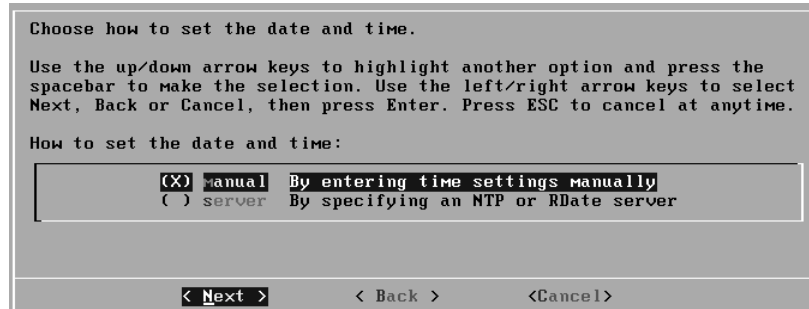 Choose how to set the date and time.
Use the up/down arrow keys to highlight another option and press the
spacebar to make the selection. Use the left/right arrow keys to select
Next, Back or Cancel, then press Enter. Press ESC to cancel at anytime.
How to set the date and time:
(X) manual By entering time settings manually
( ) server By specifying an NTP or RDate server
< Next > < Back > <Cancel>